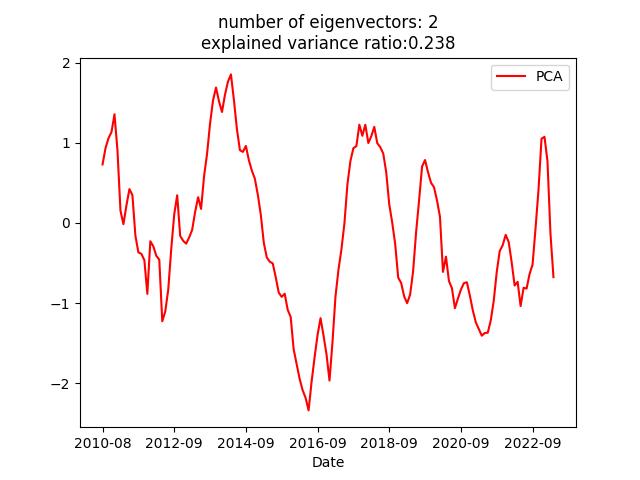 number of eigenvectors: 2
explained variance ratio:0.238
PCA
2
1
0
−1
−2
2010-08 2012-09 2014-09 2016-09 2018-09 2020-09 2022-09
Date